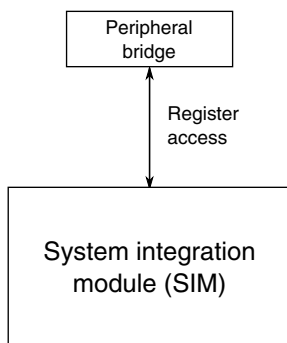 Peripheral
bridge
Register
access
System integration
module (SIM)